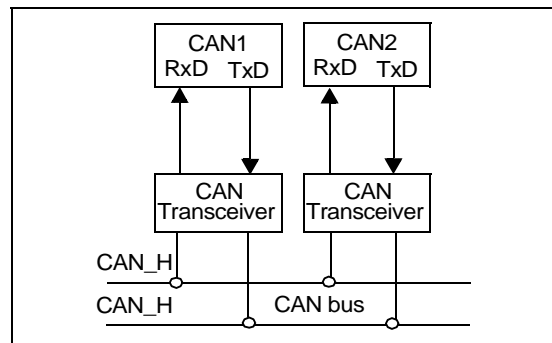 CAN1 CAN2
RxD TxD RxD TxD
CAN CAN
Transceiver Transceiver
CAN_H
CAN_H CAN bus